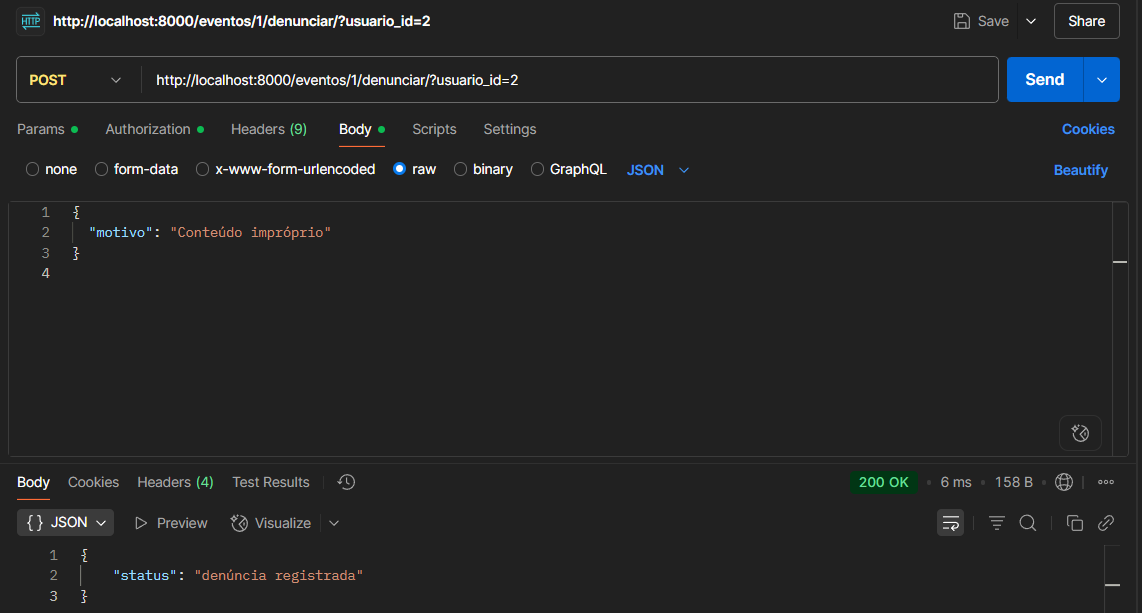 HTTP http://localhost:8000/eventos/1/denunciar/?usuario_id=2 Save Share
POST http://localhost:8000/eventos/1/denunciar/?usuario_id=2 Send
Params Authorization Headers (9) Body Scripts Settings Cookies
none form-data x-www-form-urlencoded raw binary GraphQL JSON Beautify
1 {
2 "motivo": "Conteúdo impróprio"
3 }
4
Body Cookies Headers (4) Test Results 200 OK 6 ms 158 B
{} JSON Preview Visualize
1 {
2 "status": "denúncia registrada"
3 }